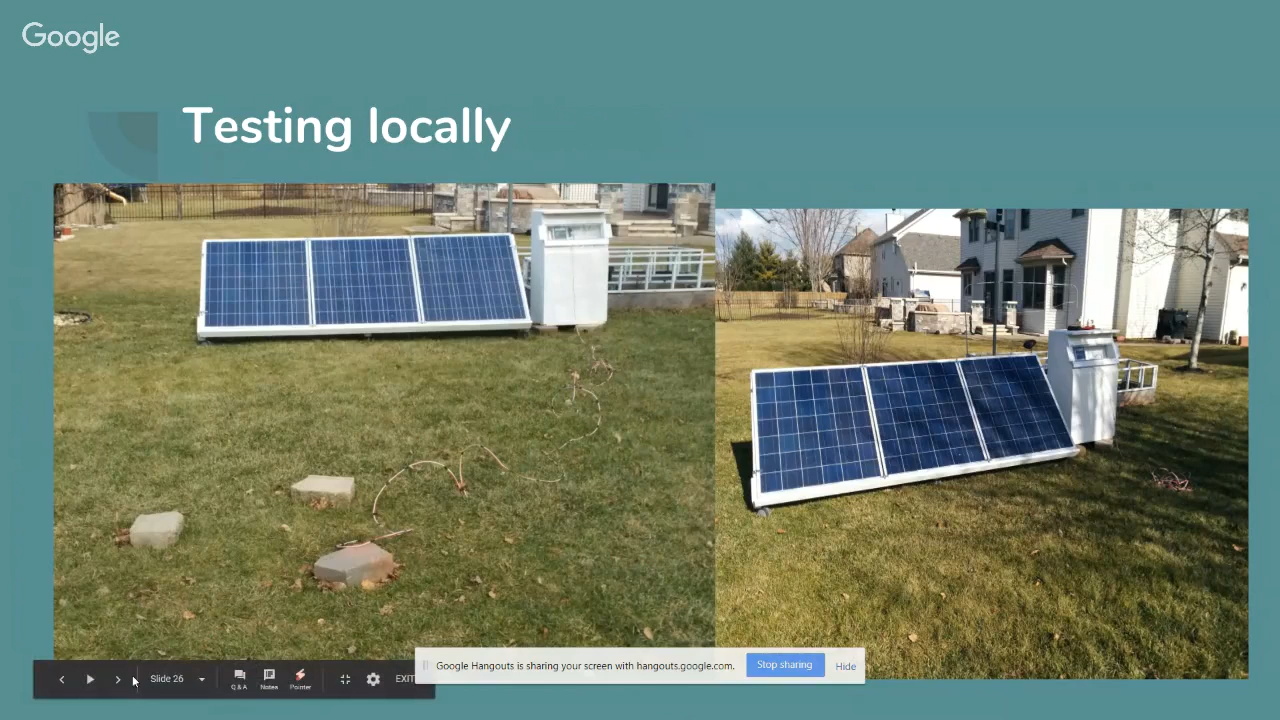 Google
Testing locally
Slide 26
Q & A
Notes
Pointer
EXIT
Google Hangouts is sharing your screen with hangouts.google.com.
Stop sharing
Hide